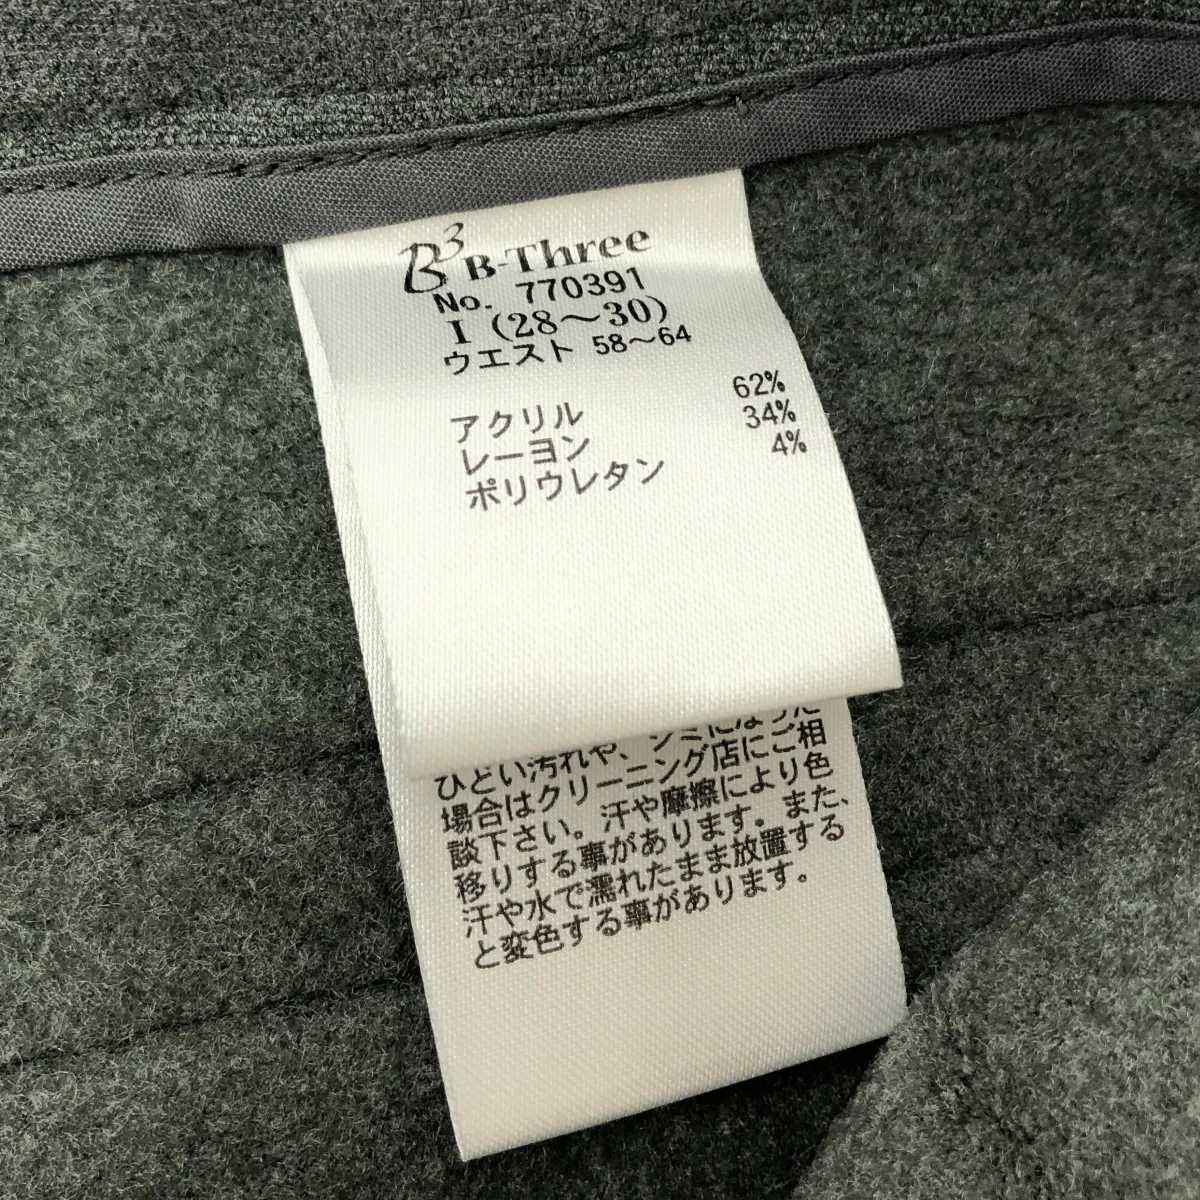 B³ B-Three
No. 770391
I (28～30)
ウエスト 58～64
アクリル 62%
レーヨン 34%
ポリウレタン 4%
ひどい汚れや、シミになった
場合はクリーニング店にご相
談下さい。汗や摩擦により色
移りする事があります。また、
汗や水で濡れたまま放置する
と変色する事があります。